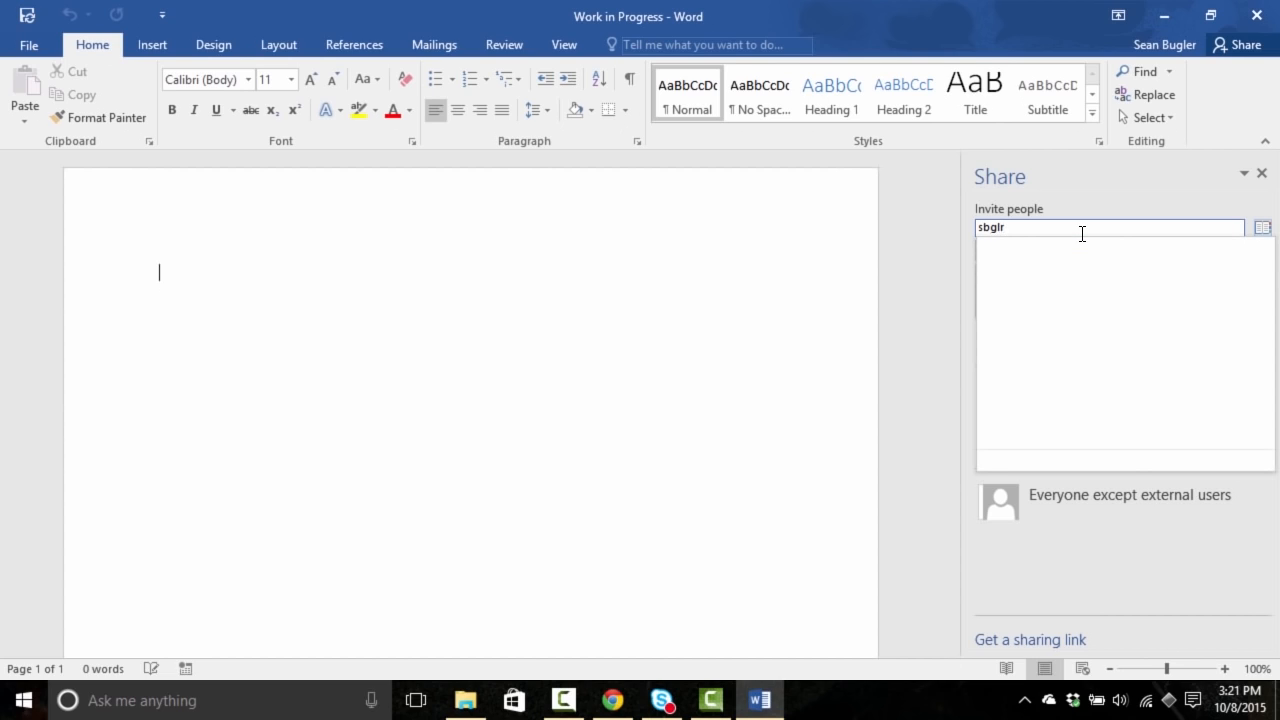 Work in Progress - Word
File Home Insert Design Layout References Mailings Review View Tell me what you want to do... Sean Bugler Share
Paste
Cut
Copy
Format Painter
Clipboard
Calibri (Body) 11 Aa
B I U abc X₂ X² A A
Font
Paragraph
AaBbCcDc AaBbCcDc AaBbCc AaBbCcD AaB AaBbCcD
¶ Normal ¶ No Spac... Heading 1 Heading 2 Title Subtitle
Styles
Find
Replace
Select
Editing
Share
Invite people
sbglr
Everyone except external users
Get a sharing link
Page 1 of 1 0 words 100%
Ask me anything
3:21 PM
10/8/2015